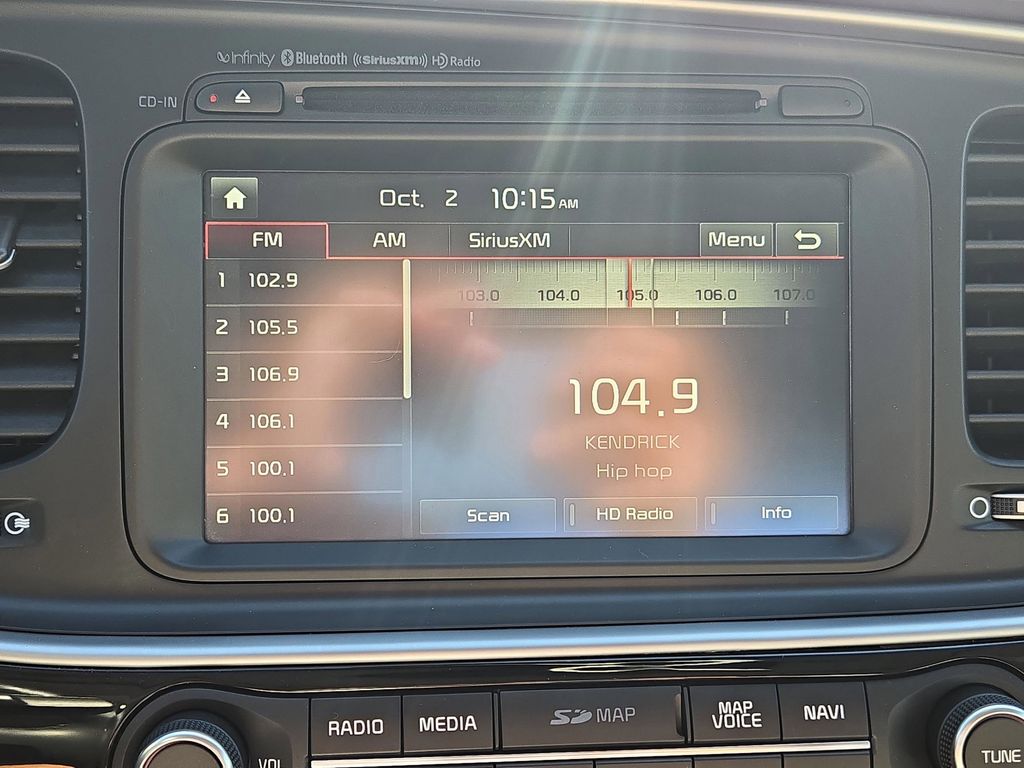 Infinity Bluetooth ((SiriusXM)) HD Radio
CD-IN
Oct. 2 10:15 AM
FM AM SiriusXM Menu
103.0 104.0 105.0 106.0 107.0
1 102.9
2 105.5
3 106.9
4 106.1
5 100.1
6 100.1
104.9
KENDRICK
Hip hop
Scan HD Radio Info
RADIO MEDIA SD MAP MAP VOICE NAVI
VOL TUNE